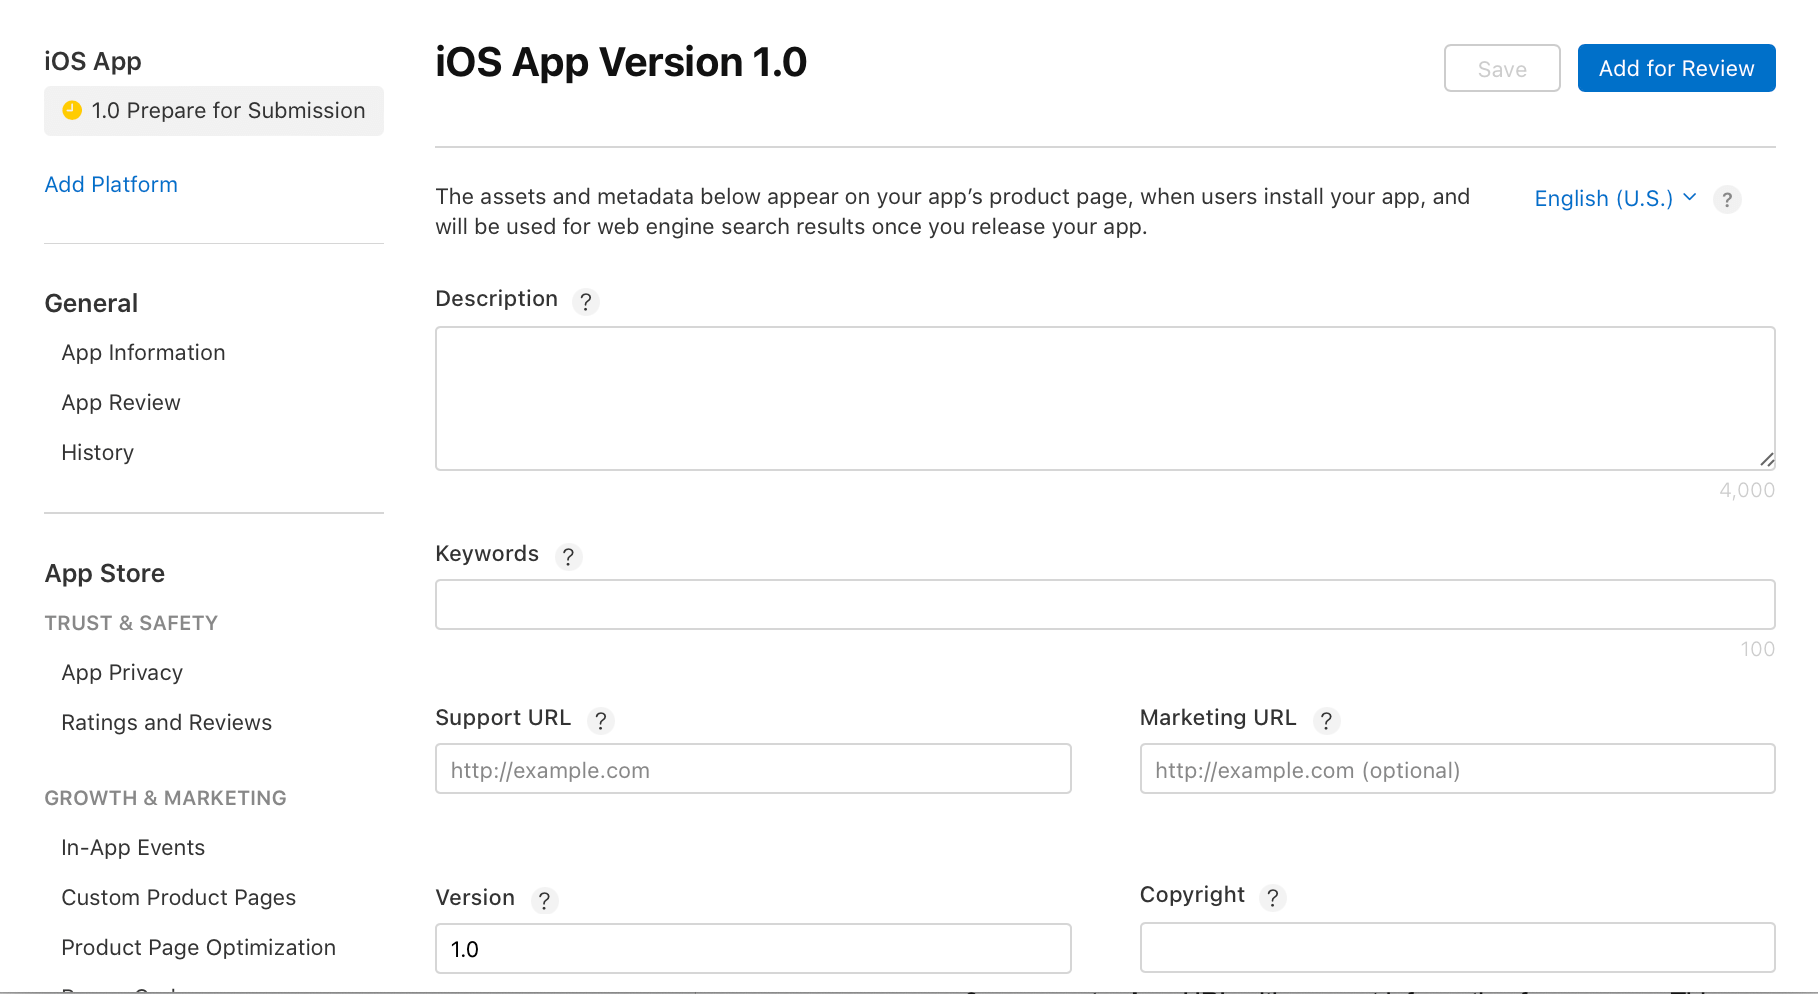 iOS App
1.0 Prepare for Submission
Add Platform
General
App Information
App Review
History
App Store
TRUST & SAFETY
App Privacy
Ratings and Reviews
GROWTH & MARKETING
In-App Events
Custom Product Pages
Product Page Optimization
iOS App Version 1.0
Save
Add for Review
The assets and metadata below appear on your app’s product page, when users install your app, and
will be used for web engine search results once you release your app.
English (U.S.)
?
Description ?
4,000
Keywords ?
100
Support URL ?
http://example.com
Marketing URL ?
http://example.com (optional)
Version ?
1.0
Copyright ?